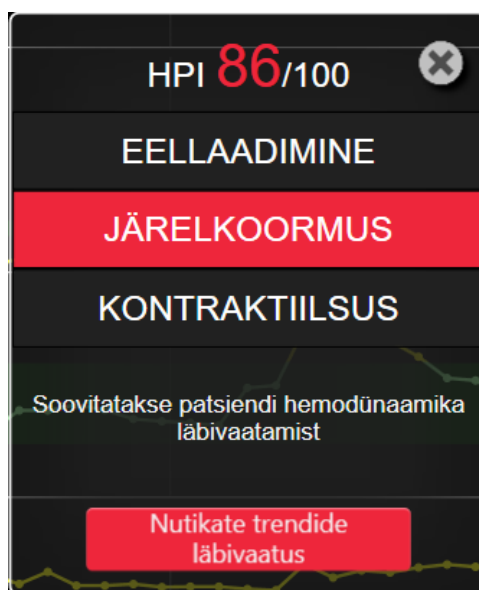 HPI 86/100
EELLAADIMINE
JÄRELKOORMUS
KONTRAKTIILSUS
Soovitatakse patsiendi hemodünaamika
läbivaatamist
Nutikate trendide
läbivaatus